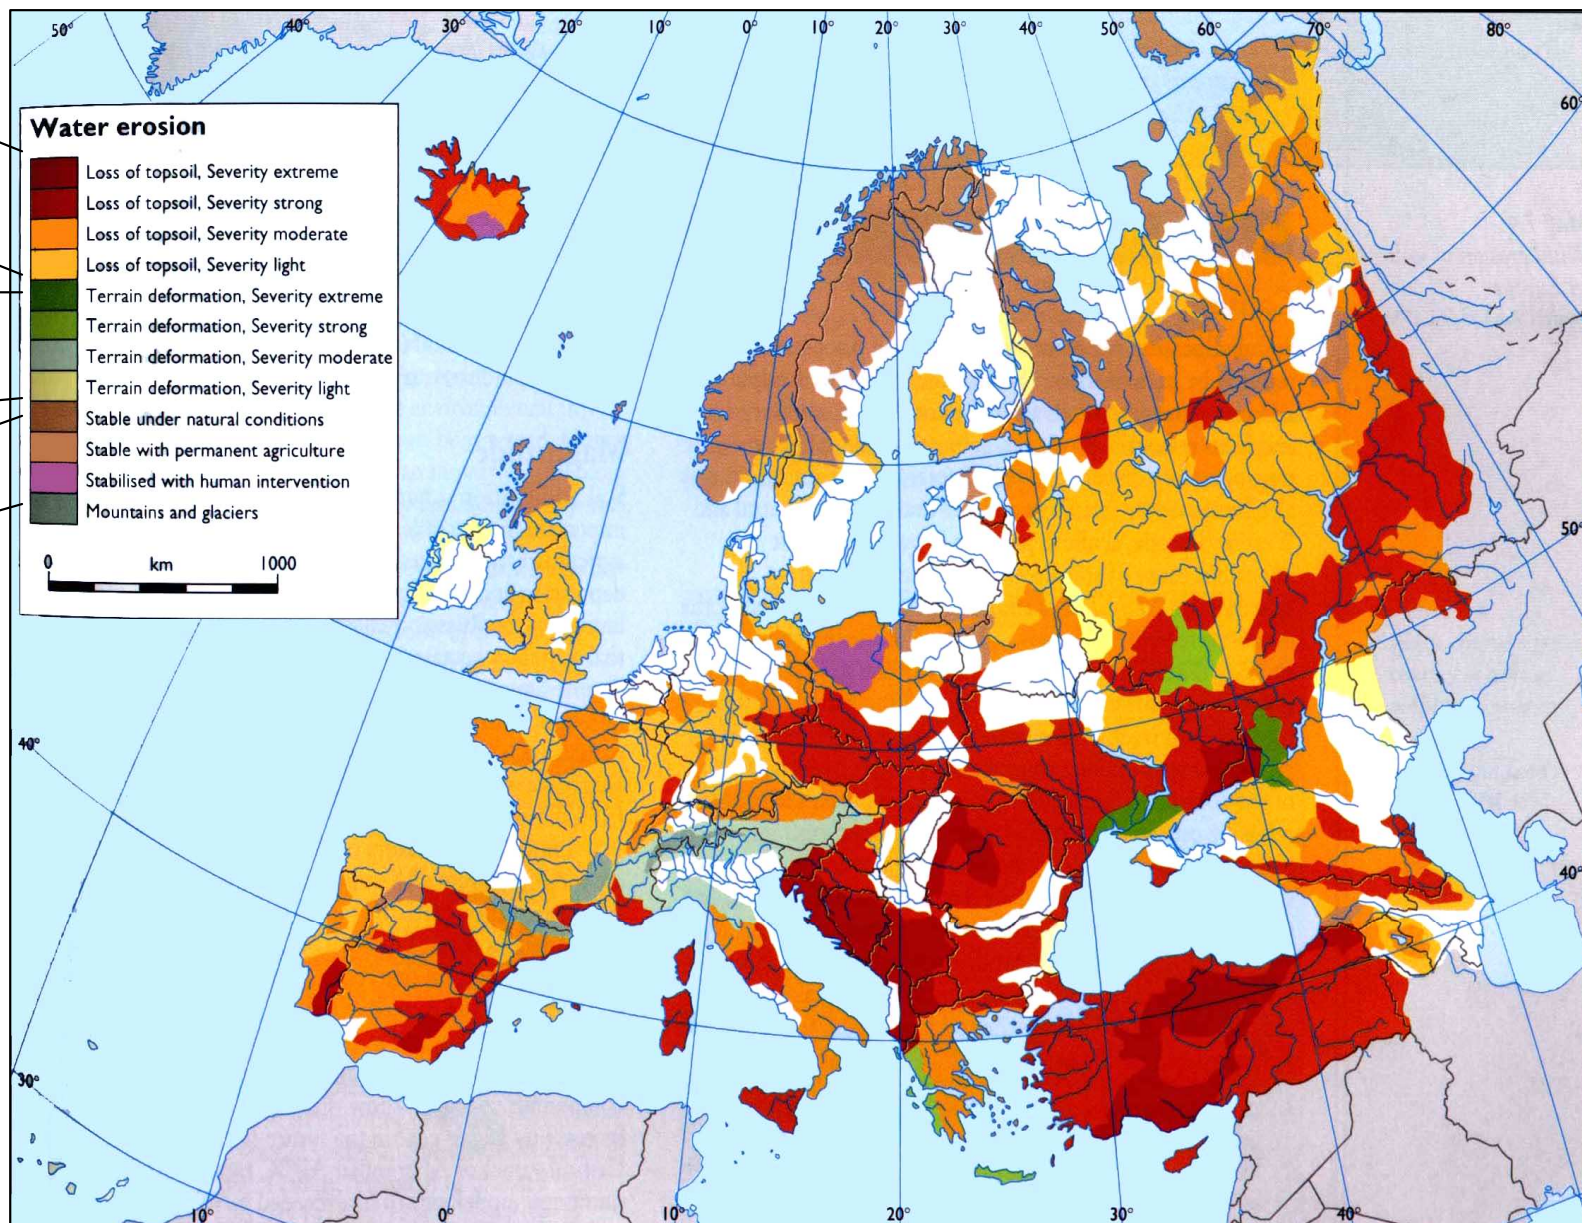 50°
40°
30°
20°
10°
0°
10°
20°
30°
40°
50°
60°
70°
80°
60°
Water erosion
Loss of topsoil, Severity extreme
Loss of topsoil, Severity strong
Loss of topsoil, Severity moderate
Loss of topsoil, Severity light
Terrain deformation, Severity extreme
Terrain deformation, Severity strong
Terrain deformation, Severity moderate
Terrain deformation, Severity light
Stable under natural conditions
Stable with permanent agriculture
Stabilised with human intervention
Mountains and glaciers
0 km 1000
50°
40°
40°
30°
10°
0°
10°
20°
30°
40°